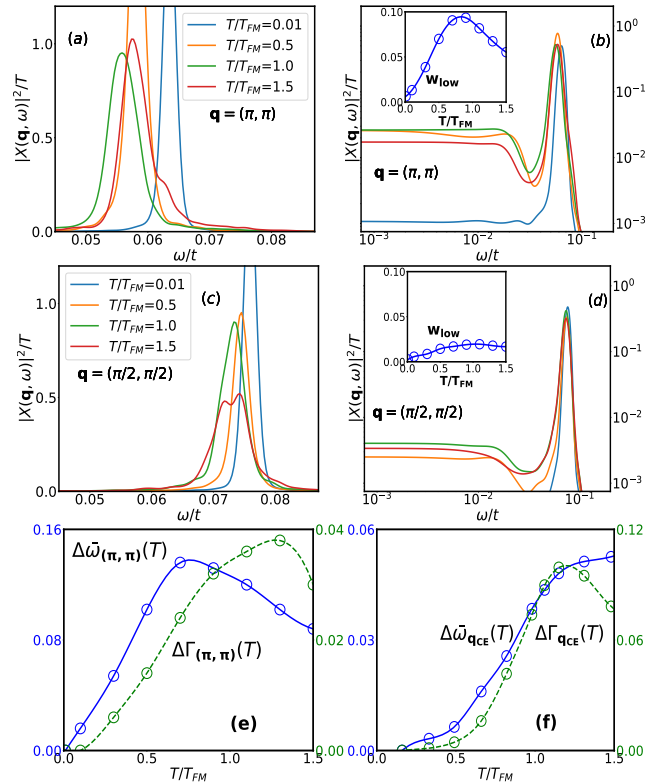 (a)
T/T_FM=0.01
T/T_FM=0.5
T/T_FM=1.0
T/T_FM=1.5
q = (π, π)
|X(q, ω)|²/T
1.0
0.5
0.0
0.05 0.06 0.07 0.08
ω/t
(b)
0.10
0.05
0.00
w_low
0.0 0.5 1.0 1.5
T/T_FM
q = (π, π)
|X(q, ω)|²/T
10⁰
10⁻¹
10⁻²
10⁻³
10⁻³ 10⁻² 10⁻¹
ω/t
T/T_FM=0.01
T/T_FM=0.5
T/T_FM=1.0
T/T_FM=1.5
(c)
q = (π/2, π/2)
|X(q, ω)|²/T
1.0
0.5
0.0
0.05 0.06 0.07 0.08
ω/t
(d)
0.10
0.05
0.00
w_low
0.0 0.5 1.0 1.5
T/T_FM
q = (π/2, π/2)
|X(q, ω)|²/T
10⁰
10⁻¹
10⁻²
10⁻³
10⁻³ 10⁻² 10⁻¹
ω/t
0.16
0.08
0.00
0.04
0.02
0.00
Δω̄_(π, π)(T)
ΔΓ_(π, π)(T)
(e)
0.0 0.5 1.0 1.5
T/T_FM
0.06
0.03
0.00
0.12
0.06
0.00
Δω̄_qCE(T) ΔΓ_qCE(T)
(f)
0.0 0.5 1.0 1.5
T/T_FM